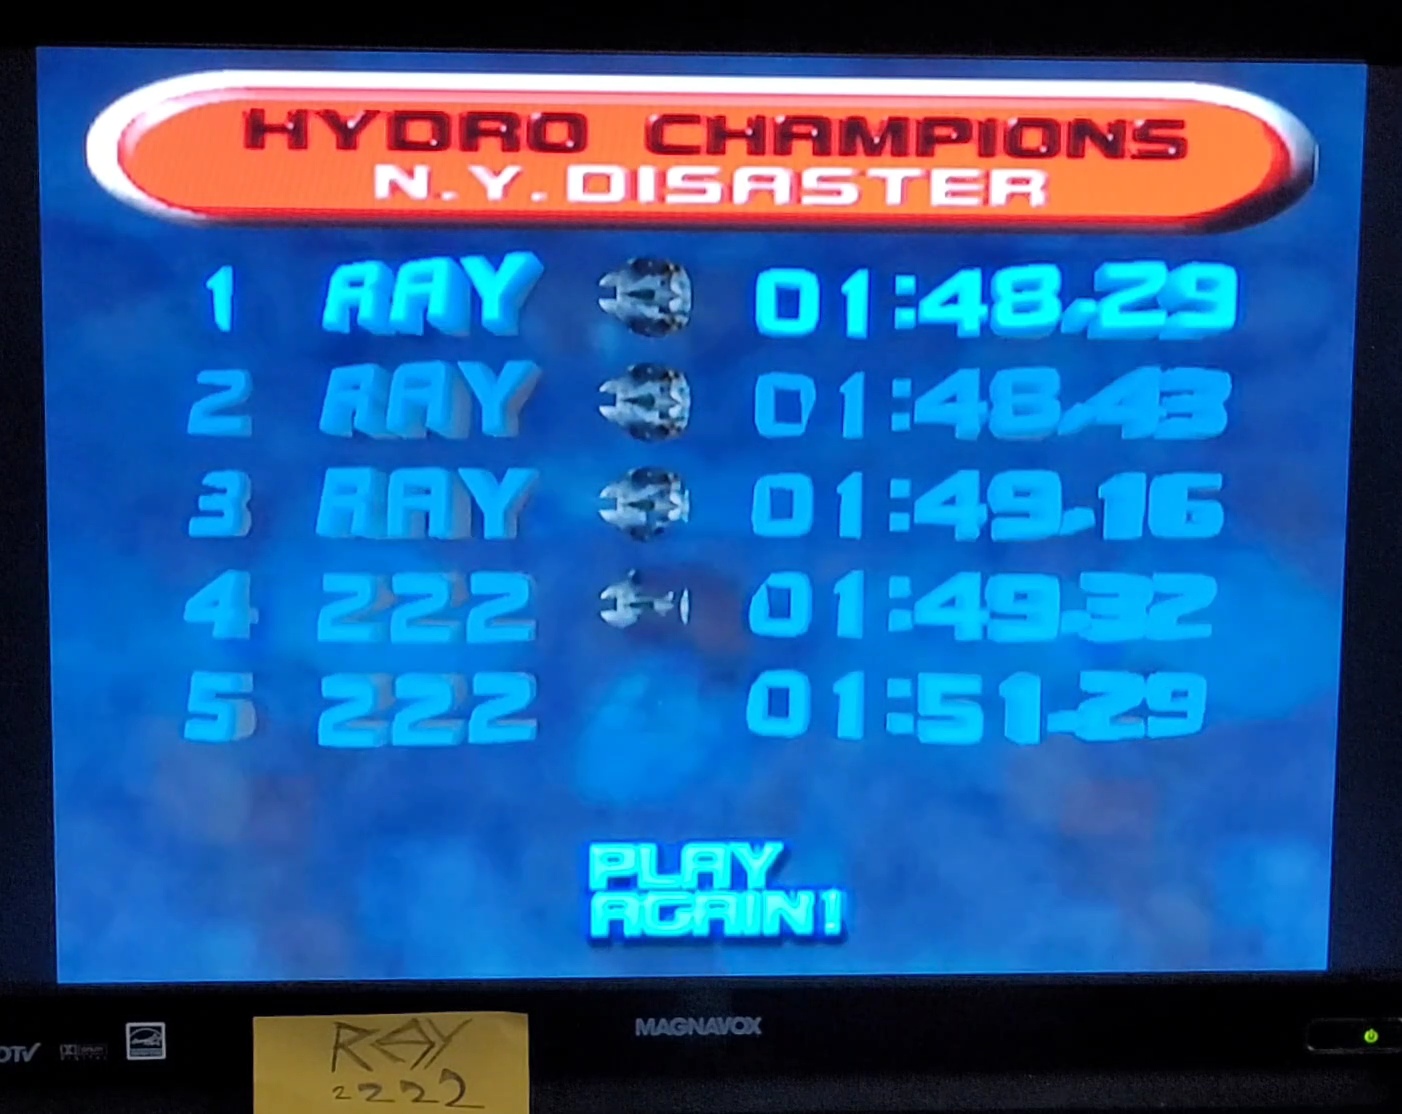 HYDRO CHAMPIONS
N.Y. DISASTER
1 RAY 01:48.29
2 RAY 01:48.43
3 RAY 01:49.16
4 222 01:49.32
5 222 01:51.29
PLAY
AGAIN!
MAGNAVOX
DTV
RAY
2222